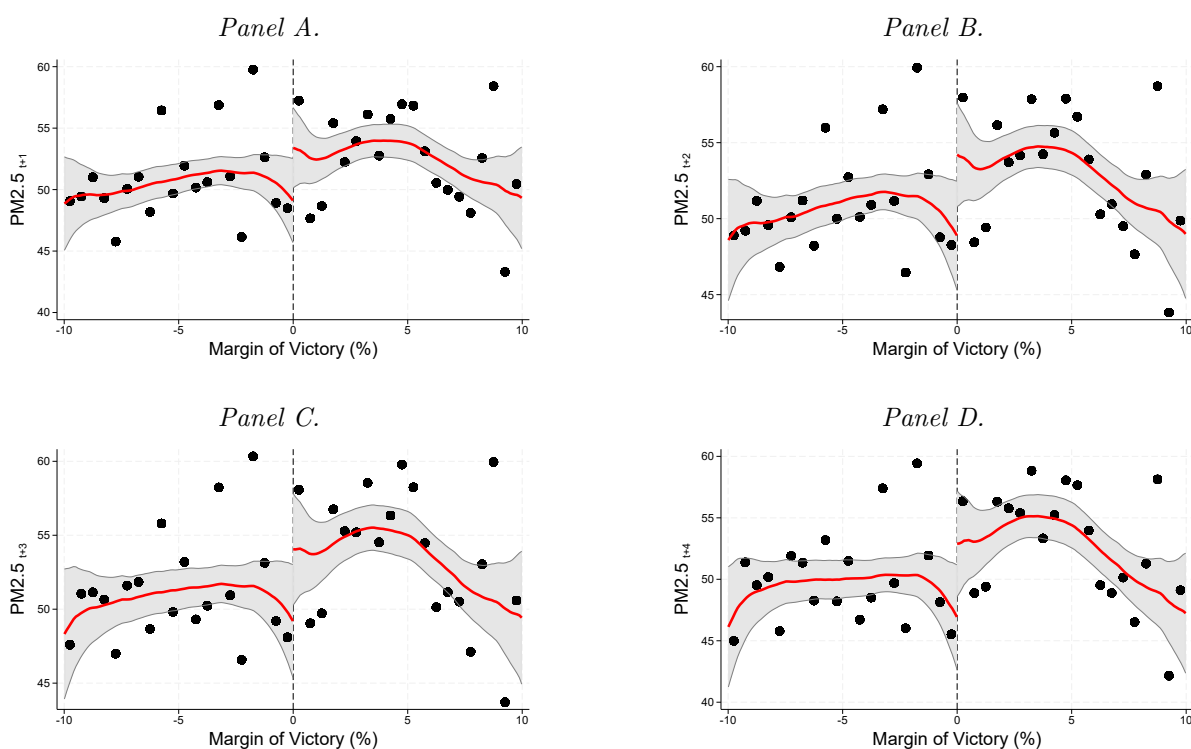 Panel A.
60
55
50
45
40
PM2.5 t+1
-10 -5 0 5 10
Margin of Victory (%)
Panel B.
60
55
50
45
PM2.5 t+2
-10 -5 0 5 10
Margin of Victory (%)
Panel C.
60
55
50
45
PM2.5 t+3
-10 -5 0 5 10
Margin of Victory (%)
Panel D.
60
55
50
45
40
PM2.5 t+4
-10 -5 0 5 10
Margin of Victory (%)